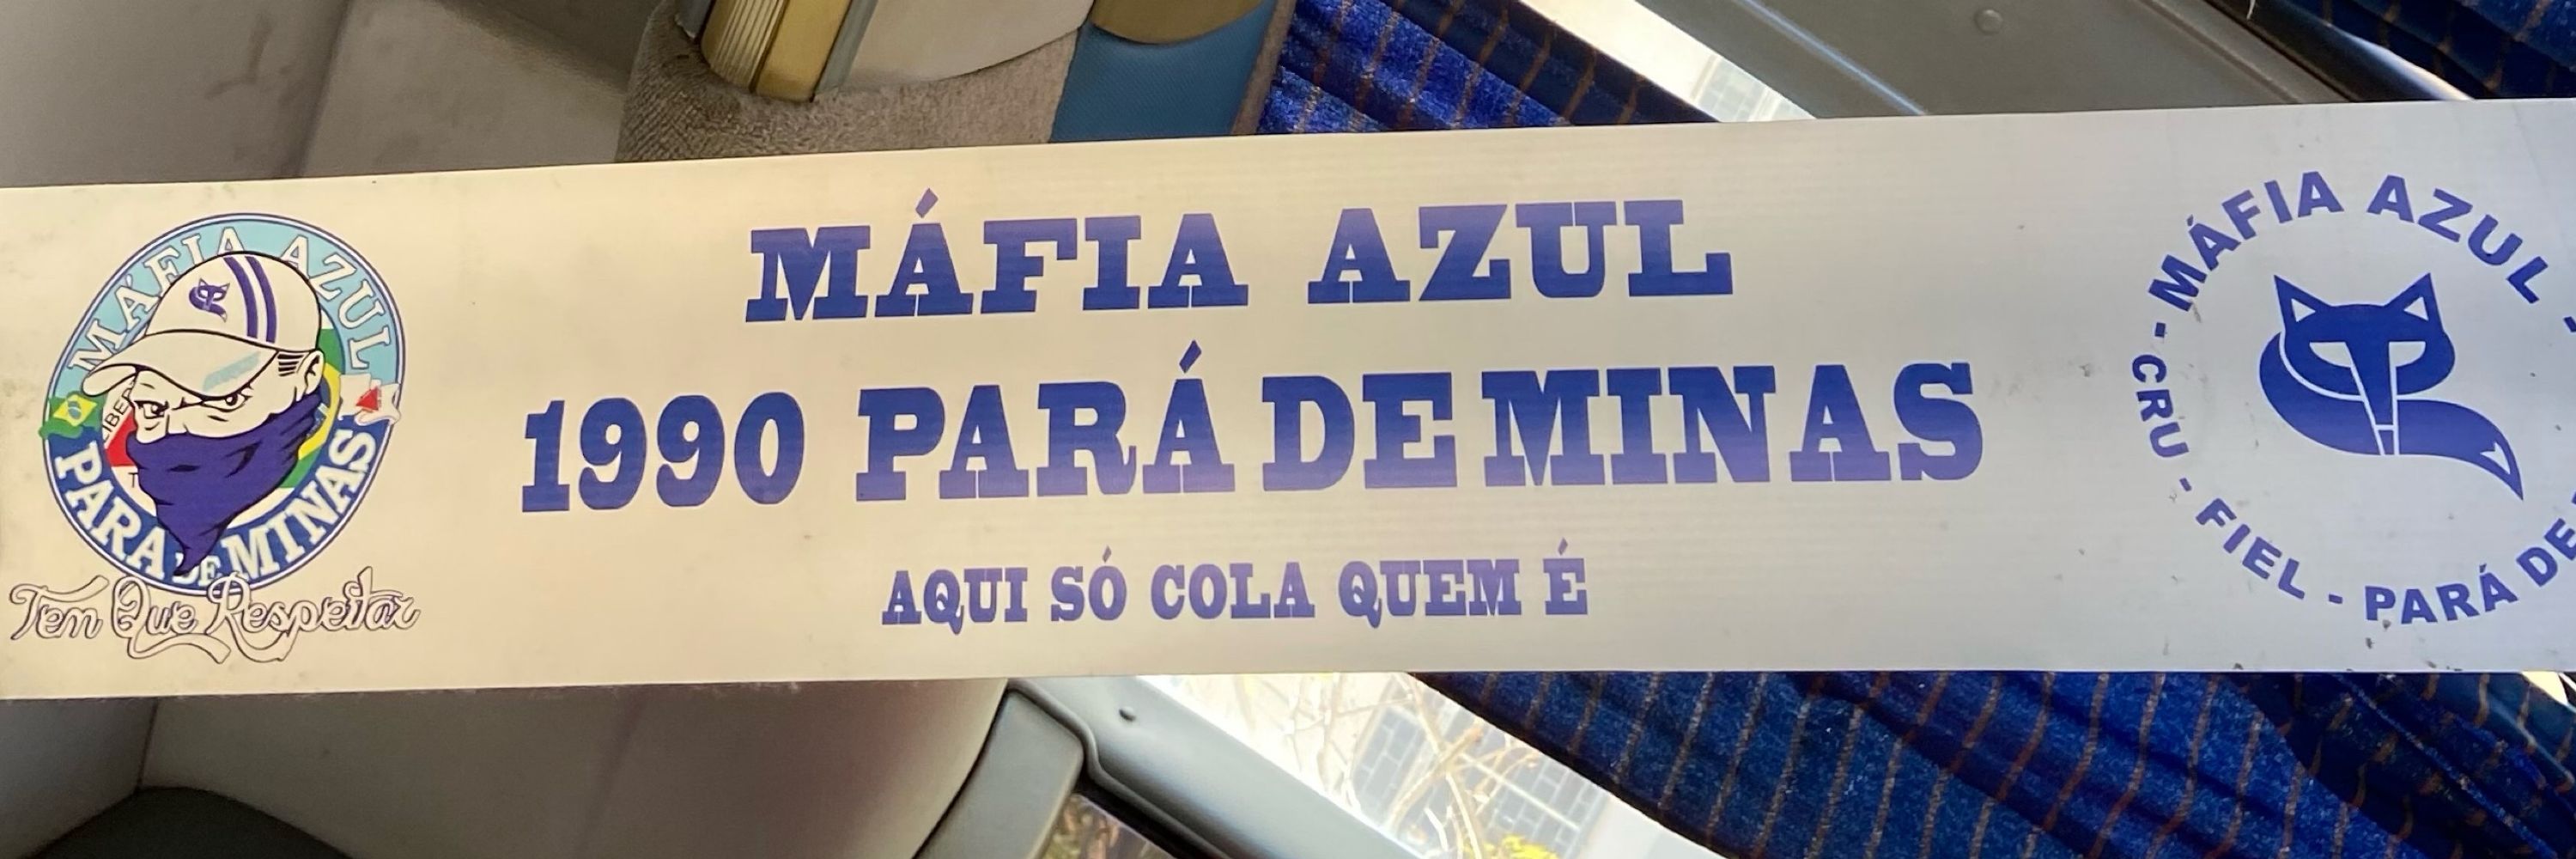 MÁFIA AZUL
PARÁ DE MINAS
Tem Que Respeitar
MÁFIA AZUL
1990 PARÁ DE MINAS
AQUI SÓ COLA QUEM É
- MÁFIA AZUL -
CRU - FIEL - PARÁ DE